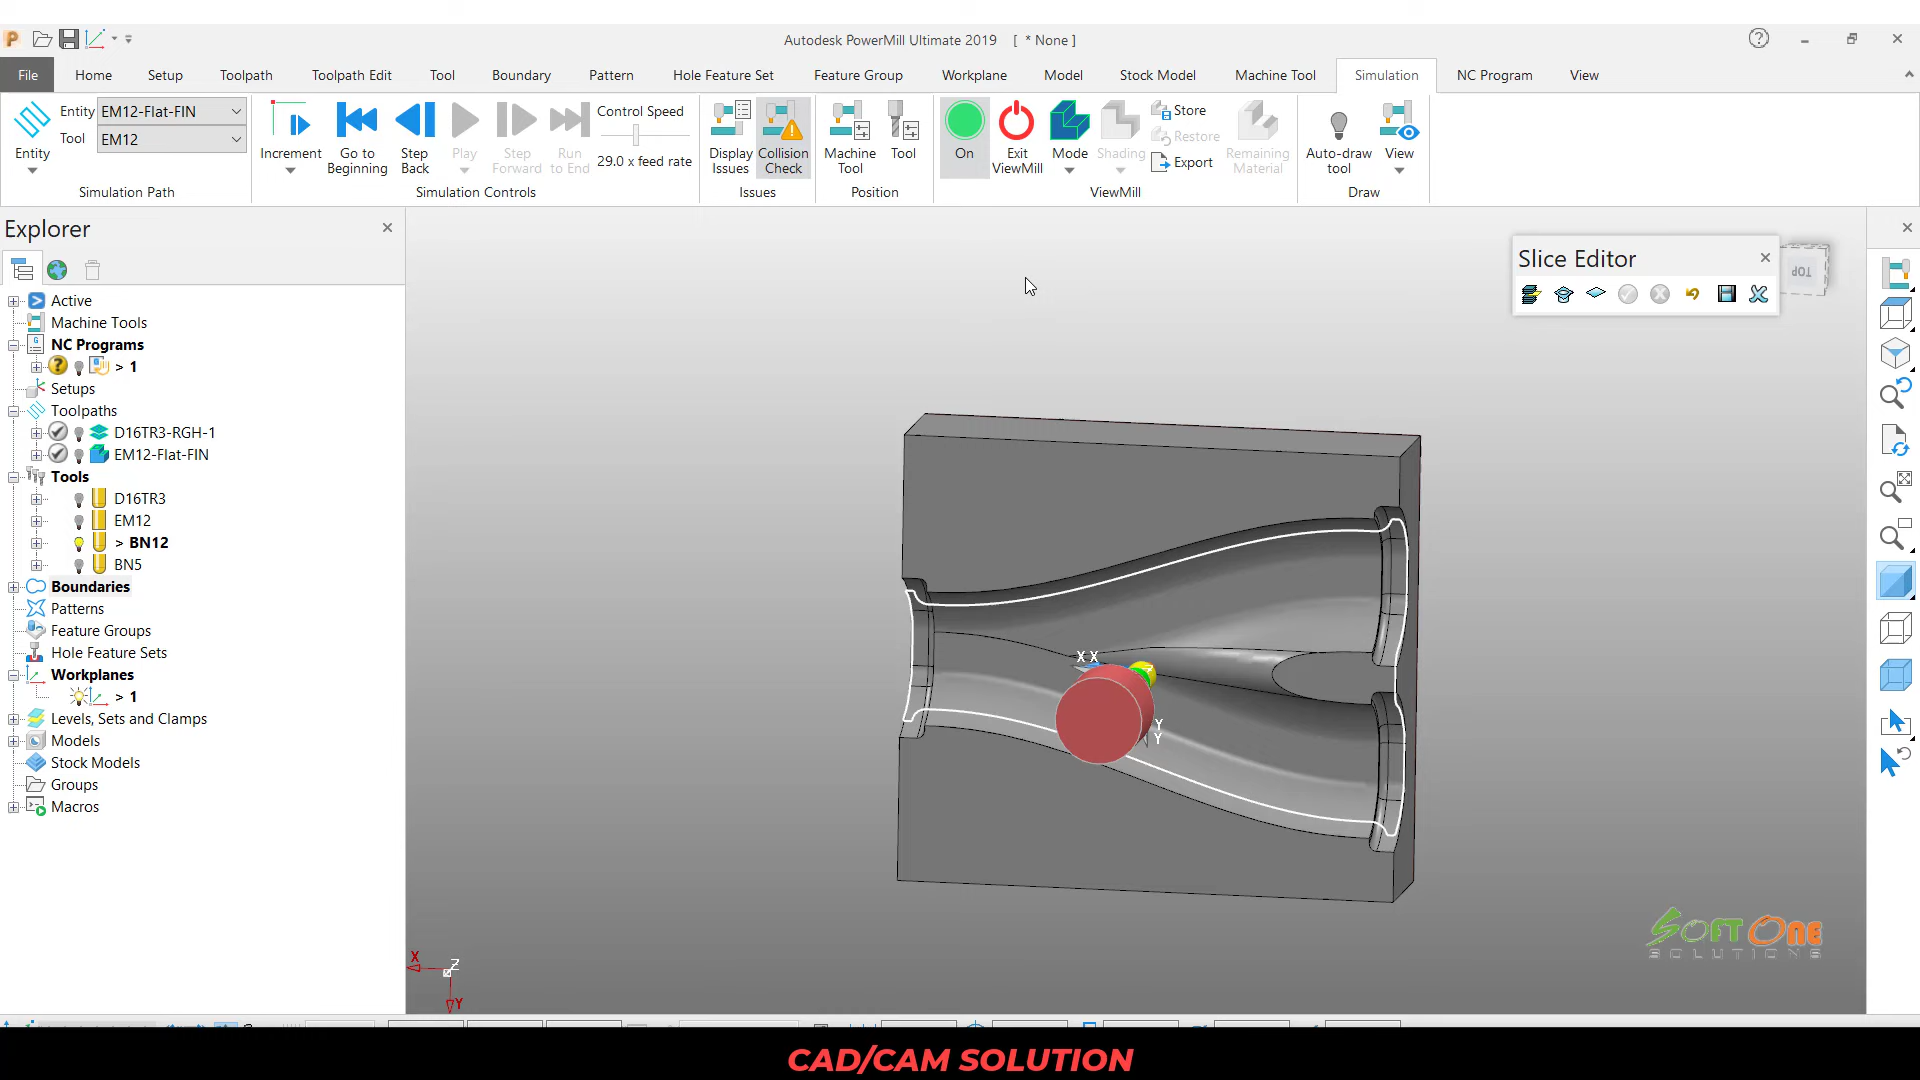 Autodesk PowerMill Ultimate 2019 [ * None ]
File Home Setup Toolpath Toolpath Edit Tool Boundary Pattern Hole Feature Set Feature Group Workplane Model Stock Model Machine Tool Simulation NC Program View
Entity EM12-Flat-FIN
Tool EM12
Entity
Simulation Path
Increment
Go to Beginning
Step Back
Play
Step Forward
Run to End
Control Speed
29.0 x feed rate
Simulation Controls
Display Issues
Collision Check
Issues
Machine Tool
Tool
Position
On
Exit ViewMill
Mode
Shading
Store
Restore
Export
Remaining Material
ViewMill
Auto-draw tool
View
Draw
Explorer
Active
Machine Tools
NC Programs
> 1
Setups
Toolpaths
D16TR3-RGH-1
EM12-Flat-FIN
Tools
D16TR3
EM12
> BN12
BN5
Boundaries
Patterns
Feature Groups
Hole Feature Sets
Workplanes
> 1
Levels, Sets and Clamps
Models
Stock Models
Groups
Macros
Slice Editor
TOP
X X
Y
Y
X
Z
Y
SOFT ONE
SOLUTIONS
CAD/CAM SOLUTION